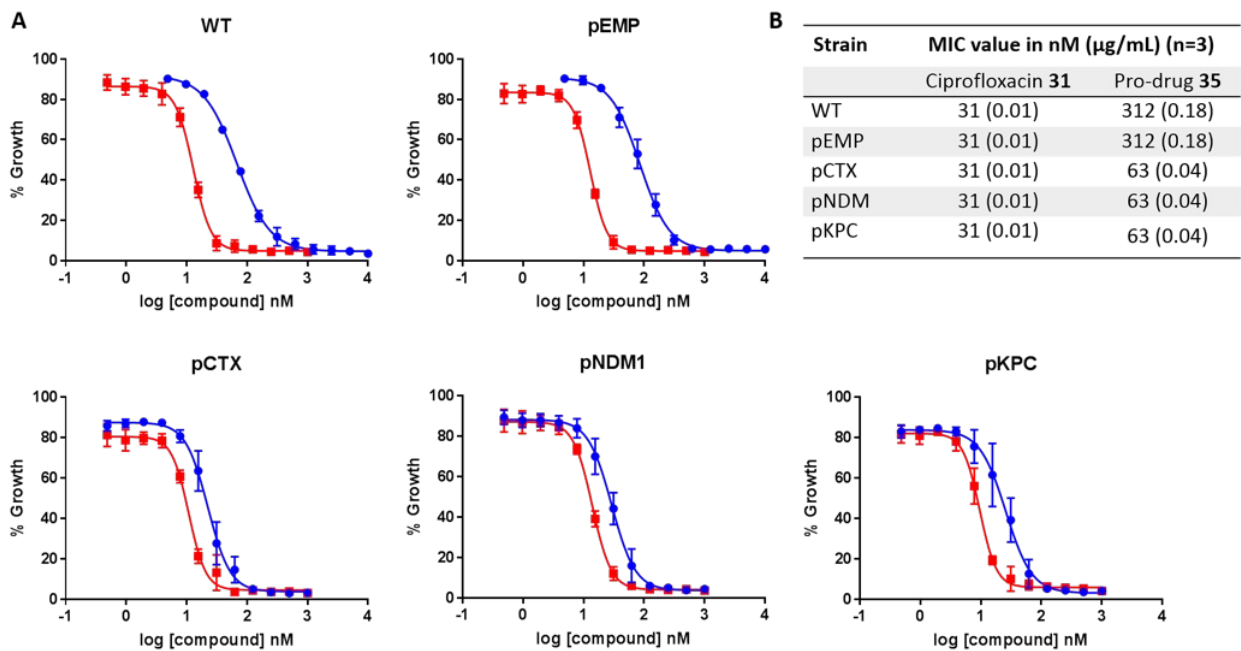 A
WT
100
80
60
40
20
0
% Growth
-1 0 1 2 3 4
log [compound] nM
pEMP
100
80
60
40
20
0
% Growth
-1 0 1 2 3 4
log [compound] nM
B
Strain MIC value in nM (µg/mL) (n=3)
Ciprofloxacin 31 Pro-drug 35
WT 31 (0.01) 312 (0.18)
pEMP 31 (0.01) 312 (0.18)
pCTX 31 (0.01) 63 (0.04)
pNDM 31 (0.01) 63 (0.04)
pKPC 31 (0.01) 63 (0.04)
pCTX
100
80
60
40
20
0
% Growth
-1 0 1 2 3 4
log [compound] nM
pNDM1
100
80
60
40
20
0
% Growth
-1 0 1 2 3 4
log [compound] nM
pKPC
100
80
60
40
20
0
% Growth
-1 0 1 2 3 4
log [compound] nM